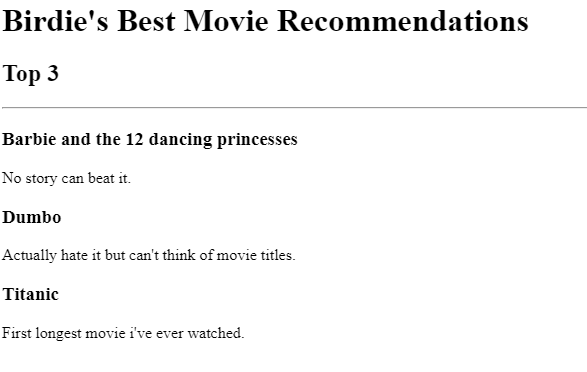 Birdie's Best Movie Recommendations
Top 3
Barbie and the 12 dancing princesses
No story can beat it.
Dumbo
Actually hate it but can't think of movie titles.
Titanic
First longest movie i've ever watched.